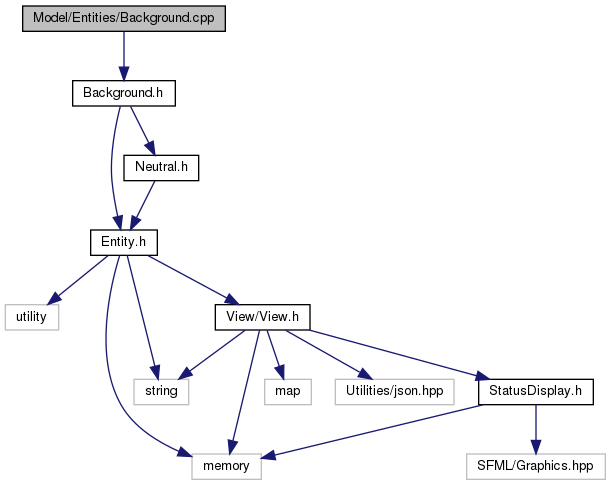 Model/Entities/Background.cpp
Background.h
Neutral.h
Entity.h
utility
View/View.h
string
map
Utilities/json.hpp
StatusDisplay.h
memory
SFML/Graphics.hpp